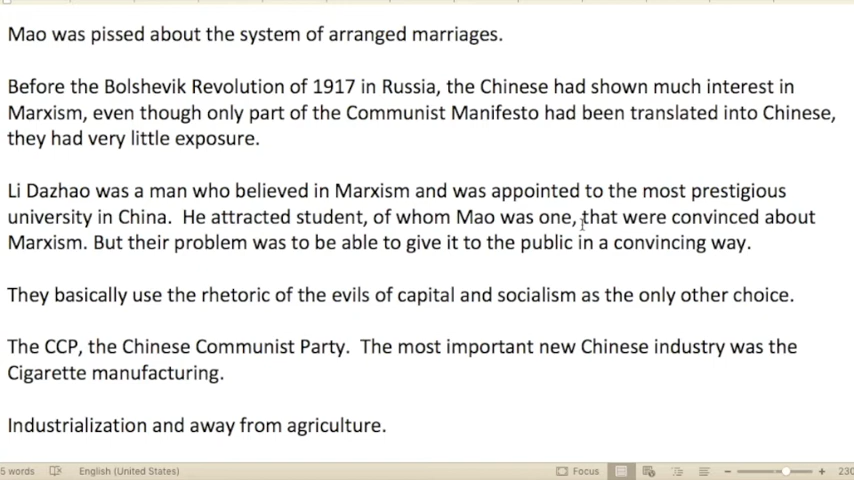 Mao was pissed about the system of arranged marriages.
Before the Bolshevik Revolution of 1917 in Russia, the Chinese had shown much interest in
Marxism, even though only part of the Communist Manifesto had been translated into Chinese,
they had very little exposure.
Li Dazhao was a man who believed in Marxism and was appointed to the most prestigious
university in China.  He attracted student, of whom Mao was one, that were convinced about
Marxism. But their problem was to be able to give it to the public in a convincing way.
They basically use the rhetoric of the evils of capital and socialism as the only other choice.
The CCP, the Chinese Communist Party.  The most important new Chinese industry was the
Cigarette manufacturing.
Industrialization and away from agriculture.
5 words English (United States) Focus 230